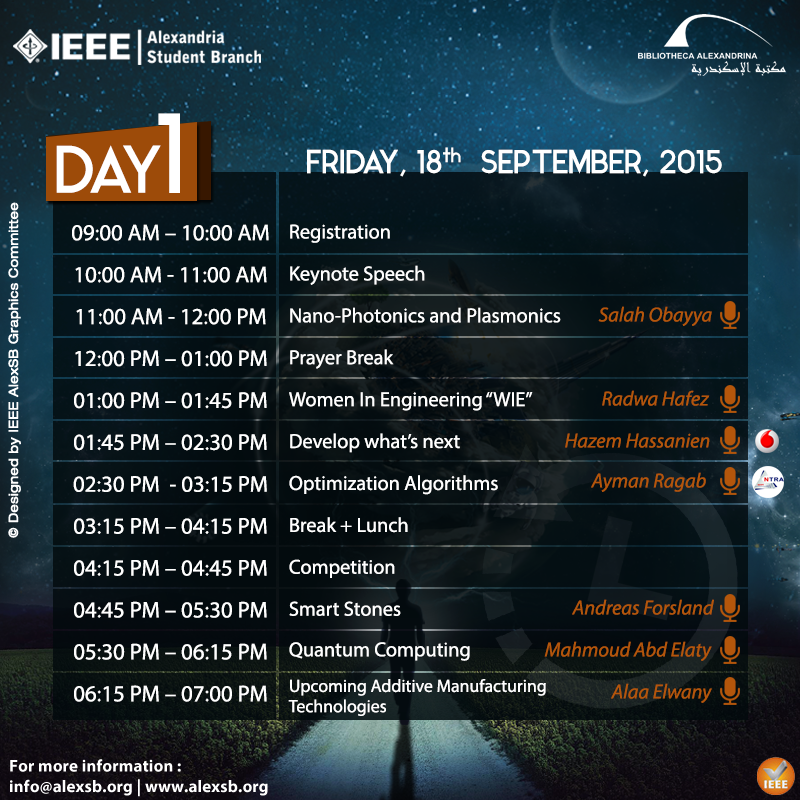 IEEE Alexandria
Student Branch
BIBLIOTHECA ALEXANDRINA
مكتبة الإسكندرية
DAY 1
FRIDAY, 18th SEPTEMBER, 2015
09:00 AM – 10:00 AM Registration
10:00 AM - 11:00 AM Keynote Speech
11:00 AM - 12:00 PM Nano-Photonics and Plasmonics Salah Obayya
12:00 PM – 01:00 PM Prayer Break
01:00 PM – 01:45 PM Women In Engineering “WIE” Radwa Hafez
01:45 PM – 02:30 PM Develop what’s next Hazem Hassanien
02:30 PM - 03:15 PM Optimization Algorithms Ayman Ragab
NTRA
03:15 PM – 04:15 PM Break + Lunch
04:15 PM – 04:45 PM Competition
04:45 PM – 05:30 PM Smart Stones Andreas Forsland
05:30 PM – 06:15 PM Quantum Computing Mahmoud Abd Elaty
06:15 PM – 07:00 PM Upcoming Additive Manufacturing
Technologies Alaa Elwany
© Designed by IEEE AlexSB Graphics Committee
For more information :
info@alexsb.org | www.alexsb.org
IEEE